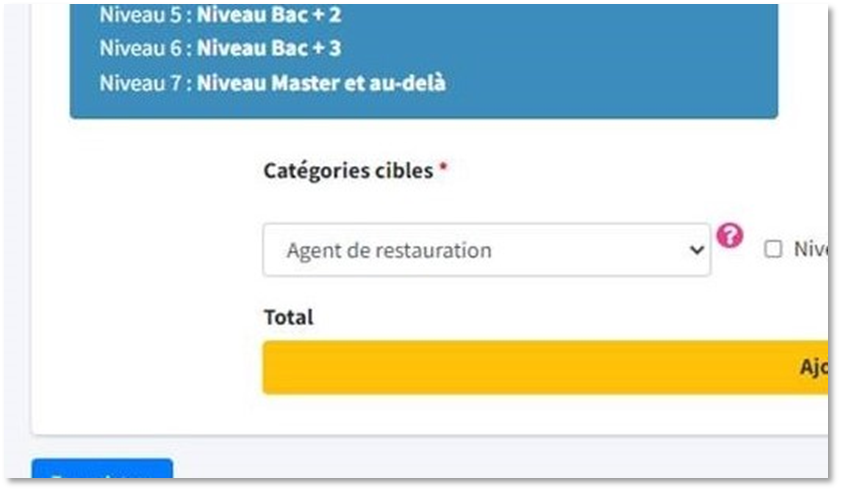 Niveau 5 : Niveau Bac + 2
Niveau 6 : Niveau Bac + 3
Niveau 7 : Niveau Master et au-delà
Catégories cibles *
Agent de restauration
?
Total